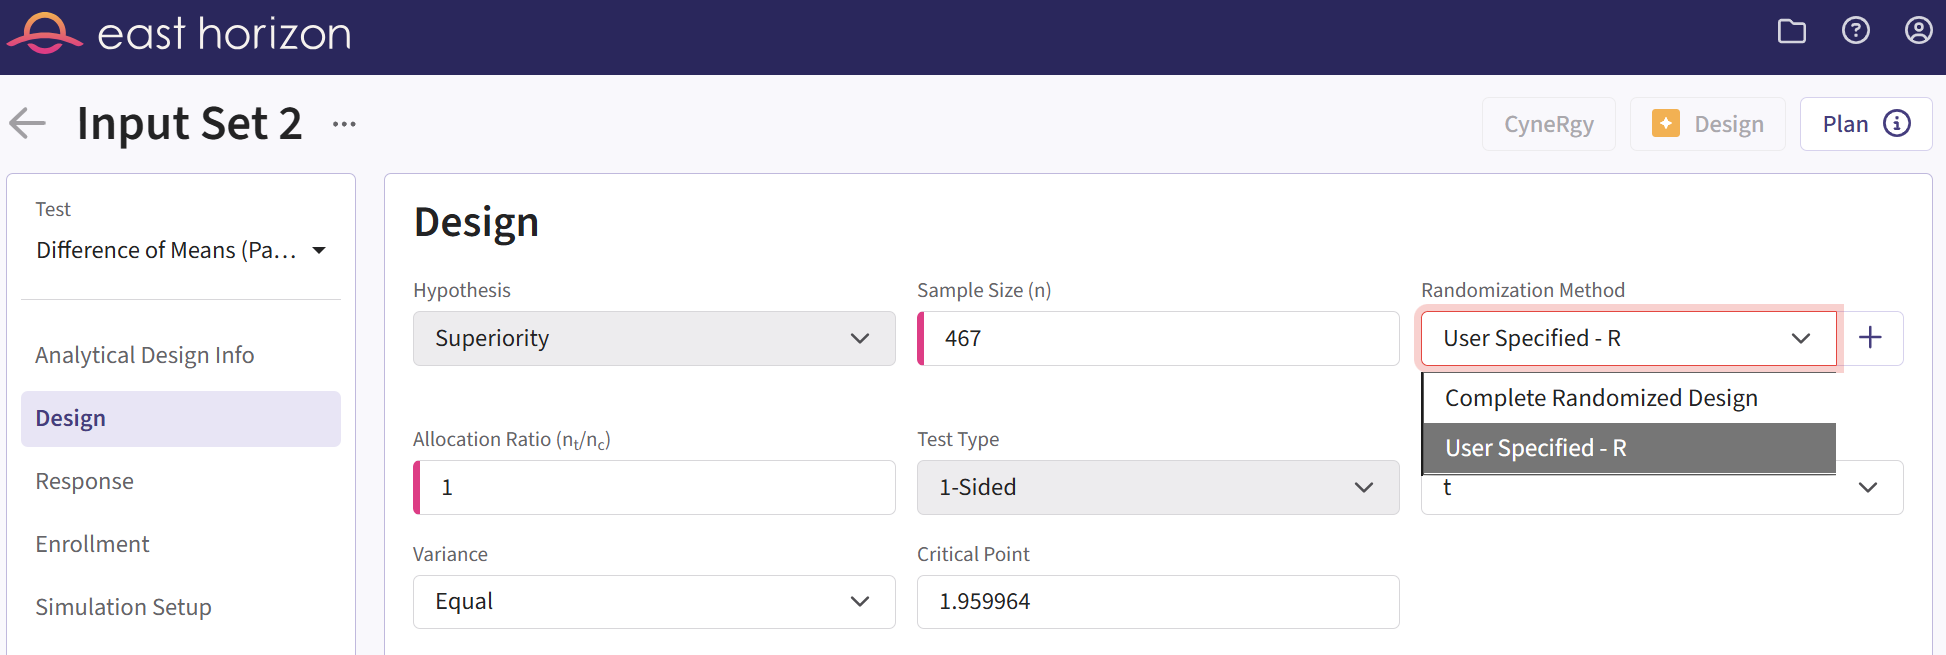 east horizon
Input Set 2 ...
CyneRgy
Design
Plan
Test
Difference of Means (Pa...
Analytical Design Info
Design
Response
Enrollment
Simulation Setup
Design
Hypothesis
Superiority
Sample Size (n)
467
Randomization Method
User Specified - R
Complete Randomized Design
User Specified - R
Allocation Ratio (nt/nc)
1
Test Type
1-Sided
t
Variance
Equal
Critical Point
1.959964